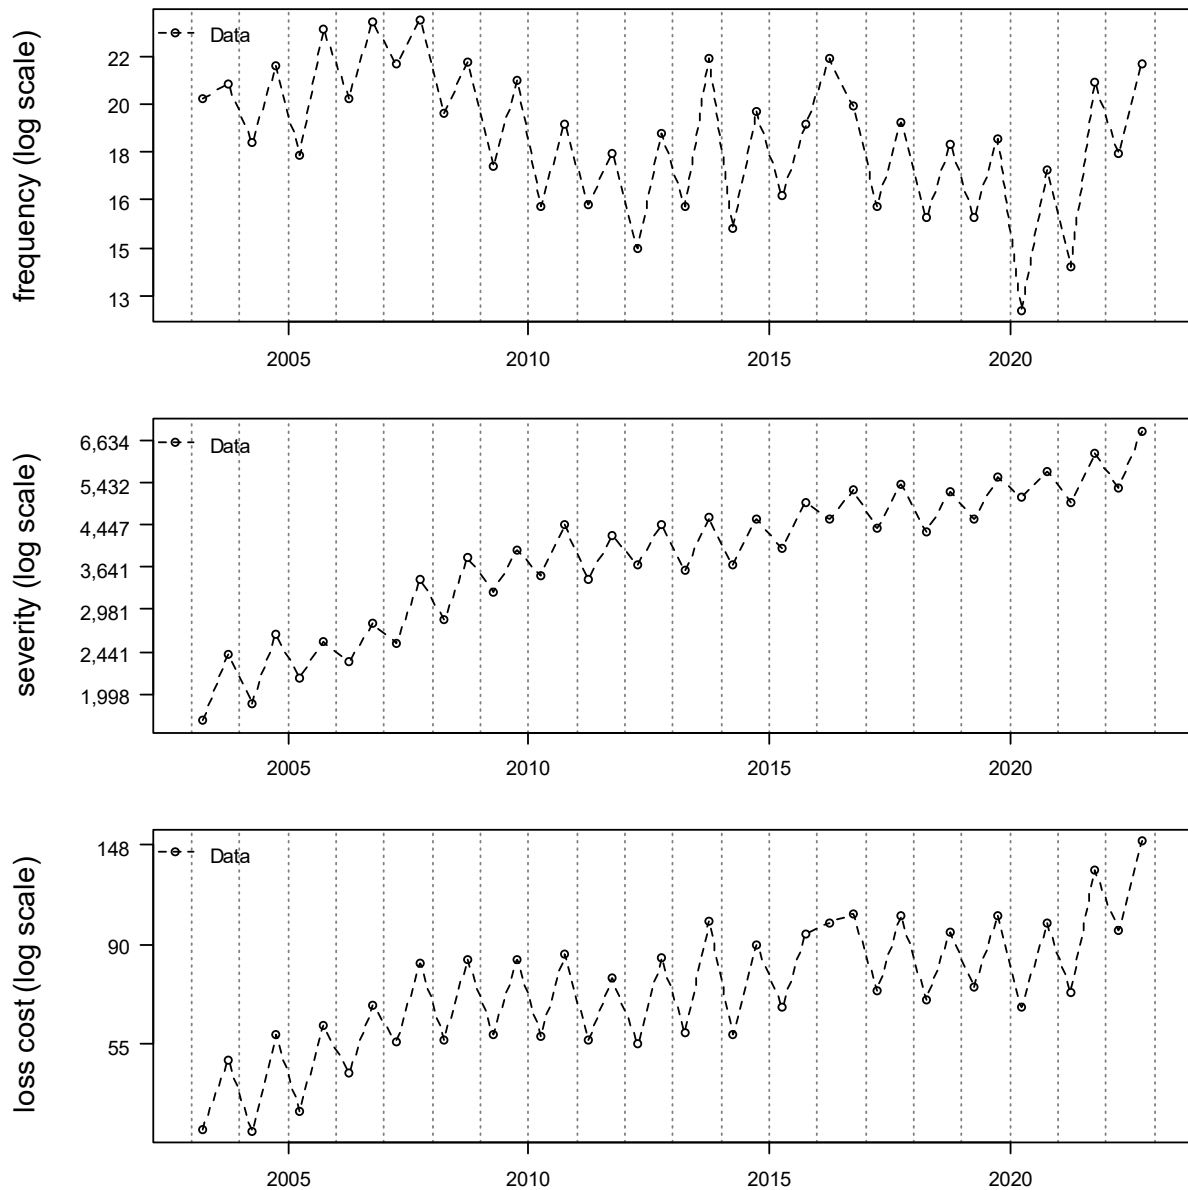 frequency (log scale)
Data
22
20
18
16
15
13
2005 2010 2015 2020
severity (log scale)
Data
6,634
5,432
4,447
3,641
2,981
2,441
1,998
2005 2010 2015 2020
loss cost (log scale)
Data
148
90
55
2005 2010 2015 2020